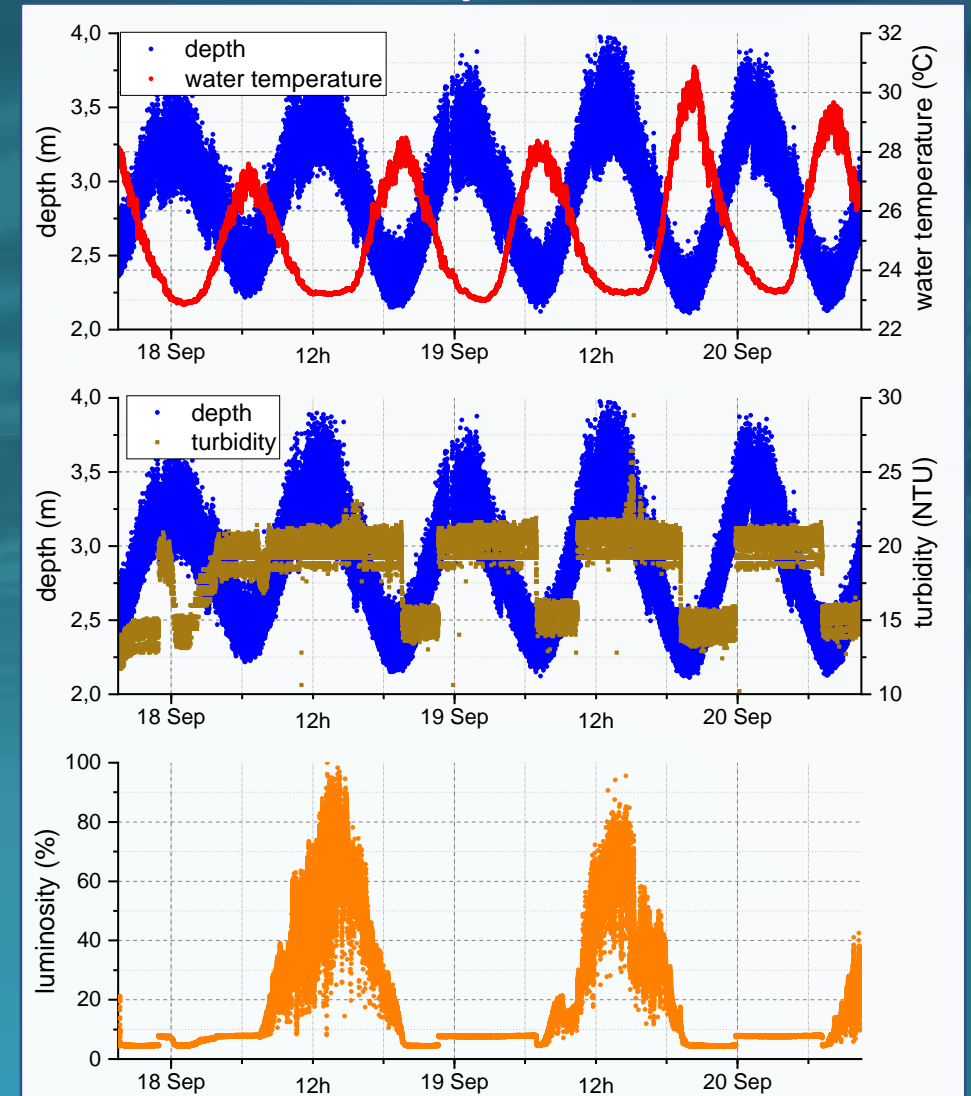 depth
water temperature
depth (m)
4,0
3,5
3,0
2,5
2,0
32
30
28
26
24
22
water temperature (ºC)
18 Sep
12h
19 Sep
12h
20 Sep
depth
turbidity
depth (m)
4,0
3,5
3,0
2,5
2,0
30
25
20
15
10
turbidity (NTU)
18 Sep
12h
19 Sep
12h
20 Sep
luminosity (%)
100
80
60
40
20
0
18 Sep
12h
19 Sep
12h
20 Sep